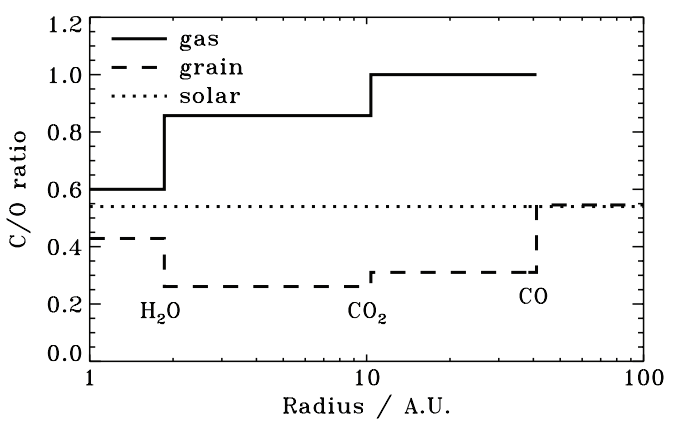 1.2
1.0
0.8
0.6
0.4
0.2
0.0
C/O ratio
gas
grain
solar
H₂O
CO₂
CO
1 10 100
Radius / A.U.